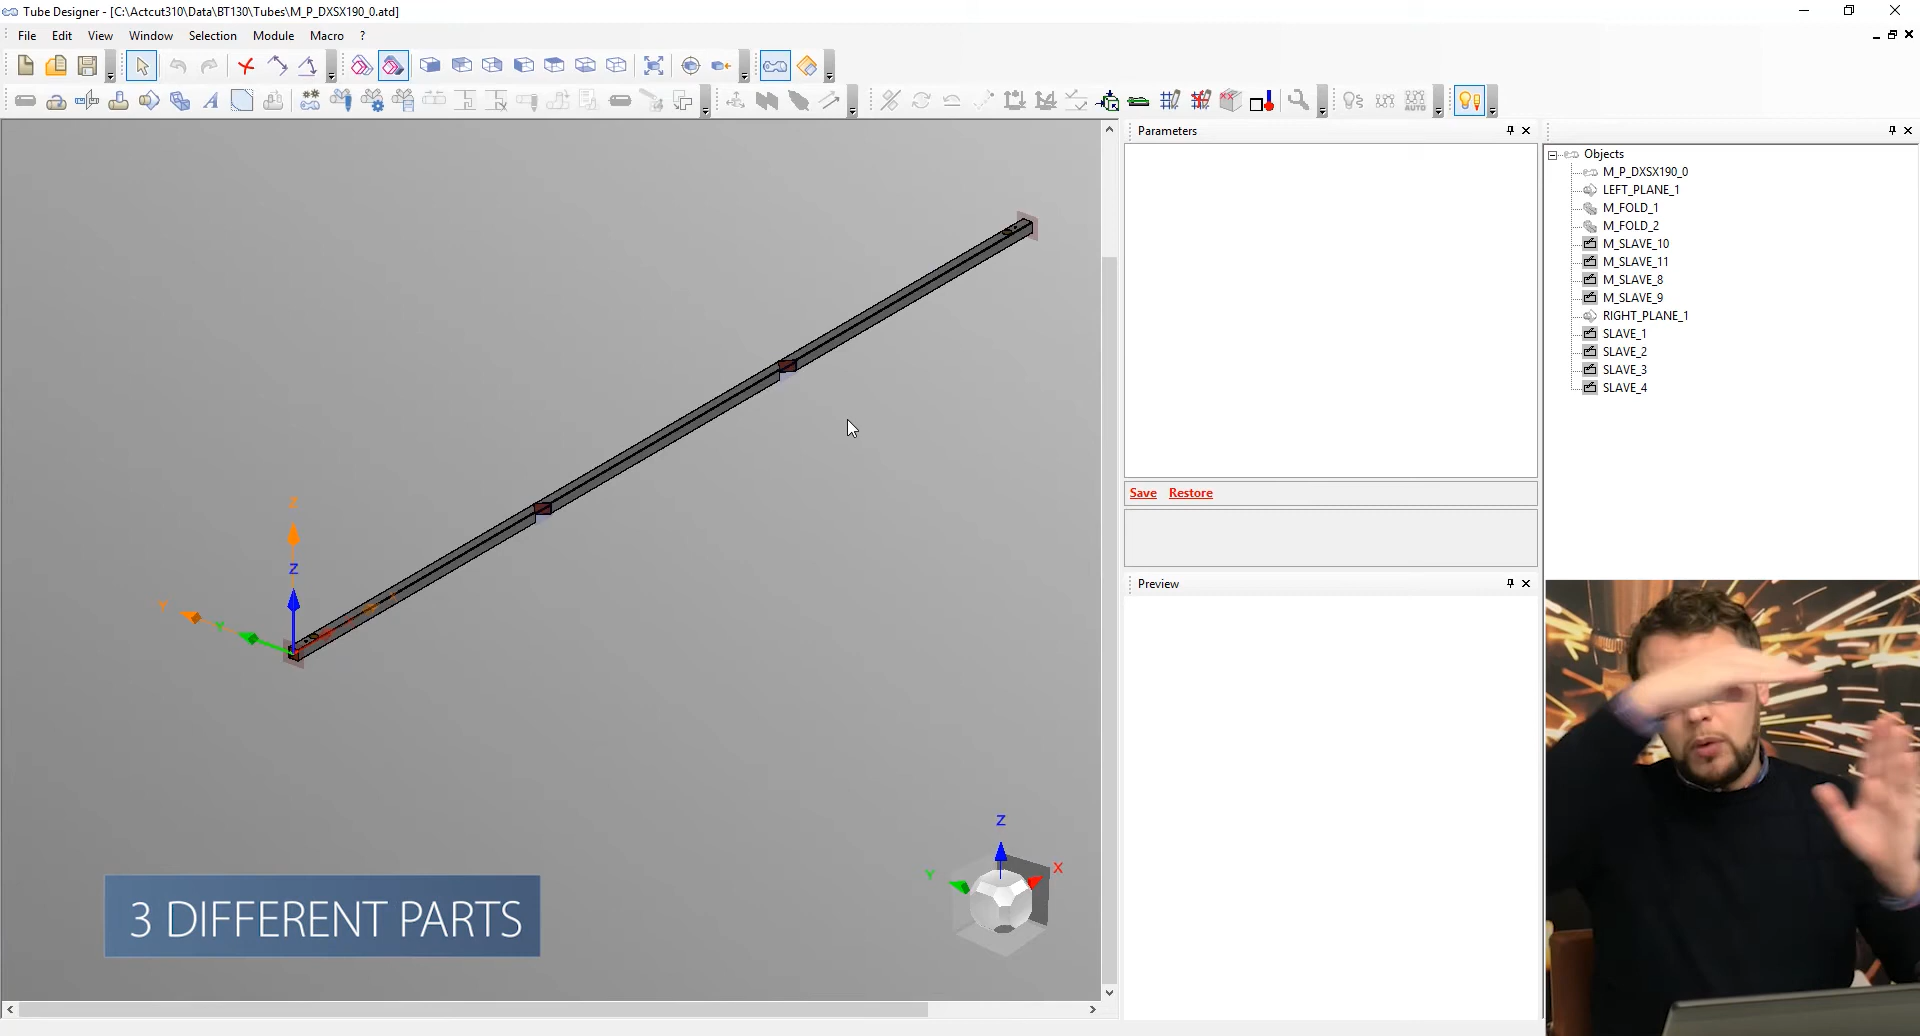 Tube Designer - [C:\Actcut310\Data\BT130\Tubes\M_P_DXSX190_0.atd]
File Edit View Window Selection Module Macro ?
AUTO
Parameters
Objects
M_P_DXSX190_0
LEFT_PLANE_1
M_FOLD_1
M_FOLD_2
M_SLAVE_10
M_SLAVE_11
M_SLAVE_8
M_SLAVE_9
RIGHT_PLANE_1
SLAVE_1
SLAVE_2
SLAVE_3
SLAVE_4
Save Restore
Preview
Z
Z
Y
Y
Z
Y
X
3 DIFFERENT PARTS